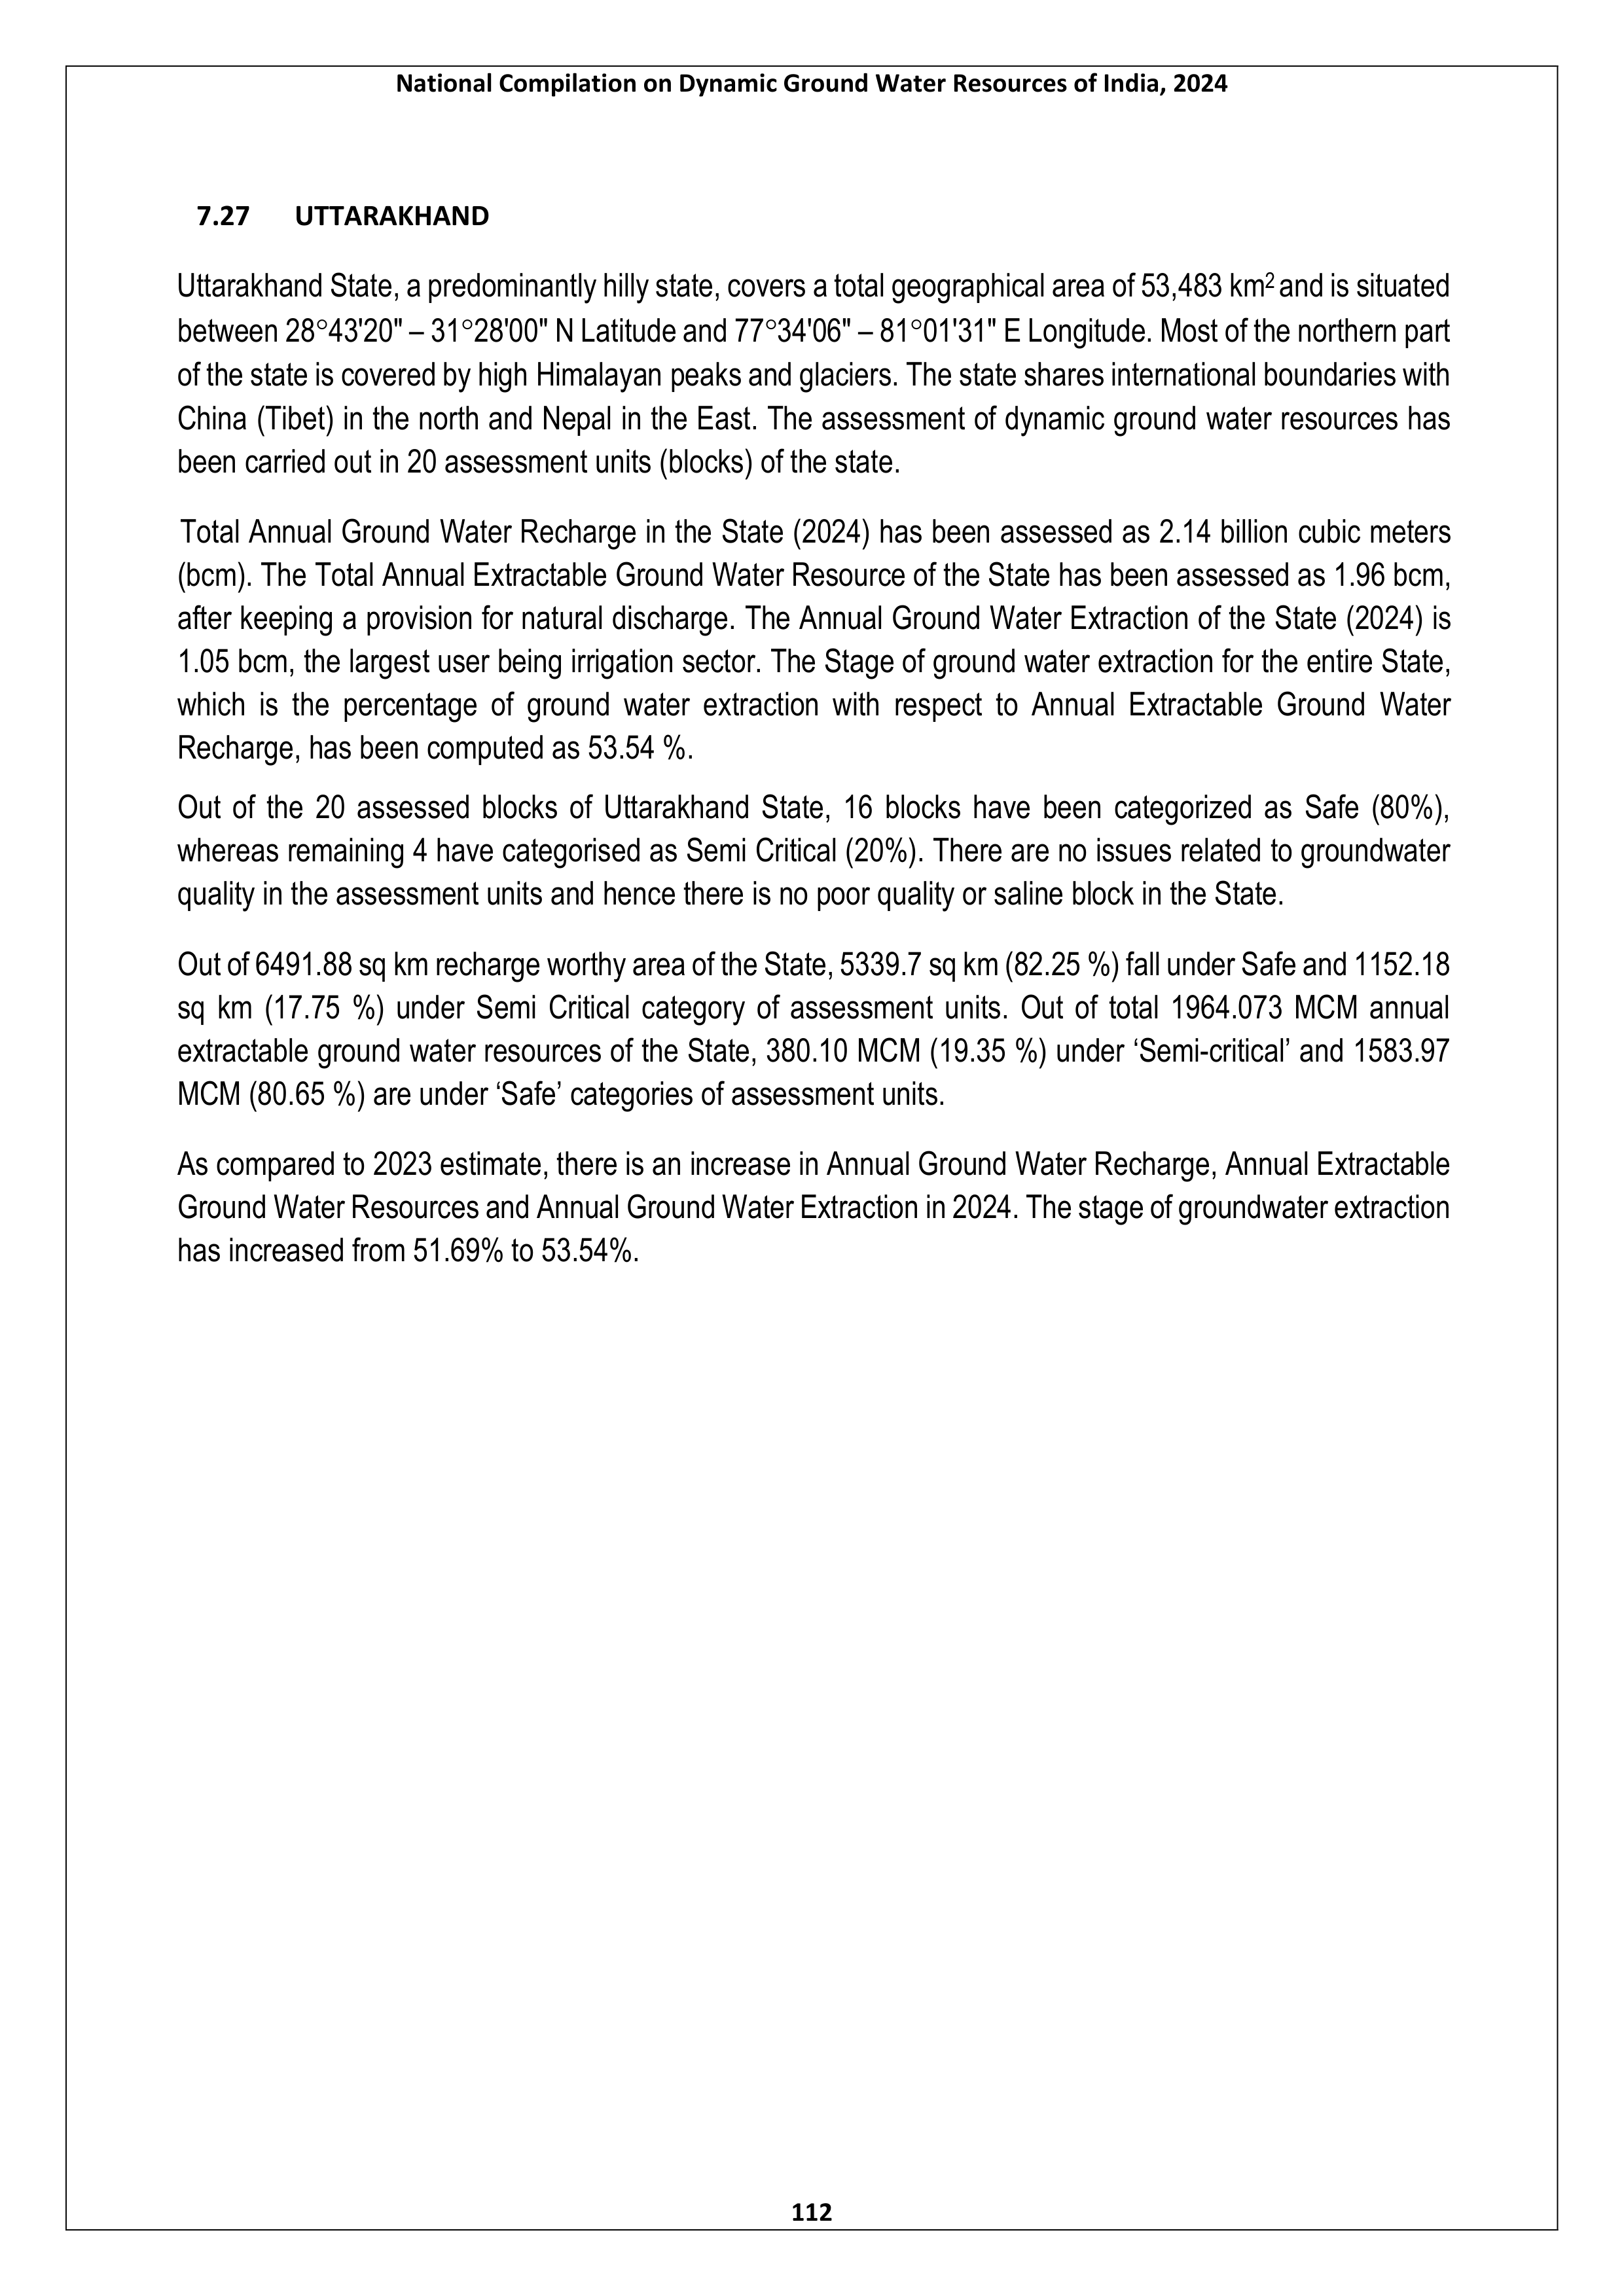 National Compilation on Dynamic Ground Water Resources of India, 2024
7.27 UTTARAKHAND
Uttarakhand State, a predominantly hilly state, covers a total geographical area of 53,483 km² and is situated
between 28°43'20" – 31°28'00" N Latitude and 77°34'06" – 81°01'31" E Longitude. Most of the northern part
of the state is covered by high Himalayan peaks and glaciers. The state shares international boundaries with
China (Tibet) in the north and Nepal in the East. The assessment of dynamic ground water resources has
been carried out in 20 assessment units (blocks) of the state.
Total Annual Ground Water Recharge in the State (2024) has been assessed as 2.14 billion cubic meters
(bcm). The Total Annual Extractable Ground Water Resource of the State has been assessed as 1.96 bcm,
after keeping a provision for natural discharge. The Annual Ground Water Extraction of the State (2024) is
1.05 bcm, the largest user being irrigation sector. The Stage of ground water extraction for the entire State,
which is the percentage of ground water extraction with respect to Annual Extractable Ground Water
Recharge, has been computed as 53.54 %.
Out of the 20 assessed blocks of Uttarakhand State, 16 blocks have been categorized as Safe (80%),
whereas remaining 4 have categorised as Semi Critical (20%). There are no issues related to groundwater
quality in the assessment units and hence there is no poor quality or saline block in the State.
Out of 6491.88 sq km recharge worthy area of the State, 5339.7 sq km (82.25 %) fall under Safe and 1152.18
sq km (17.75 %) under Semi Critical category of assessment units. Out of total 1964.073 MCM annual
extractable ground water resources of the State, 380.10 MCM (19.35 %) under ‘Semi-critical’ and 1583.97
MCM (80.65 %) are under ‘Safe’ categories of assessment units.
As compared to 2023 estimate, there is an increase in Annual Ground Water Recharge, Annual Extractable
Ground Water Resources and Annual Ground Water Extraction in 2024. The stage of groundwater extraction
has increased from 51.69% to 53.54%.
112